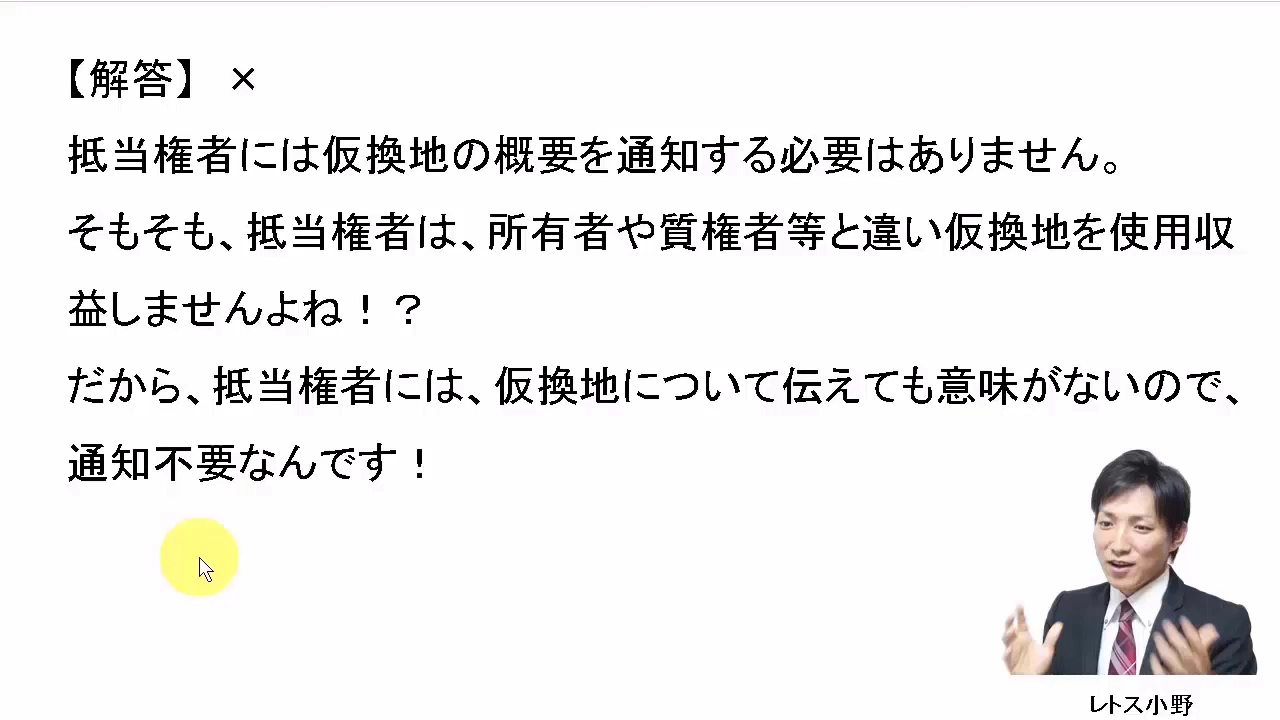 【解答】 ×
抵当権者には仮換地の概要を通知する必要はありません。
そもそも、抵当権者は、所有者や質権者等と違い仮換地を使用収
益しませんよね！？
だから、抵当権者には、仮換地について伝えても意味がないので、
通知不要なんです！
レトス小野